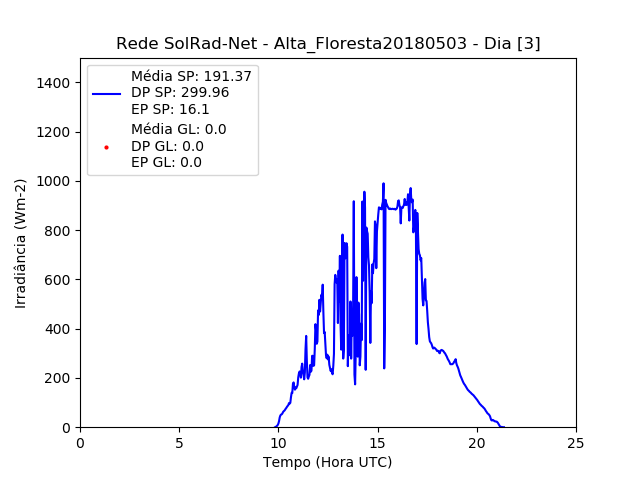 Rede SolRad-Net - Alta_Floresta20180503 - Dia [3]
Média SP: 191.37
DP SP: 299.96
EP SP: 16.1
Média GL: 0.0
DP GL: 0.0
EP GL: 0.0
1400
1200
1000
800
600
400
200
0
Irradiância (Wm-2)
0 5 10 15 20 25
Tempo (Hora UTC)